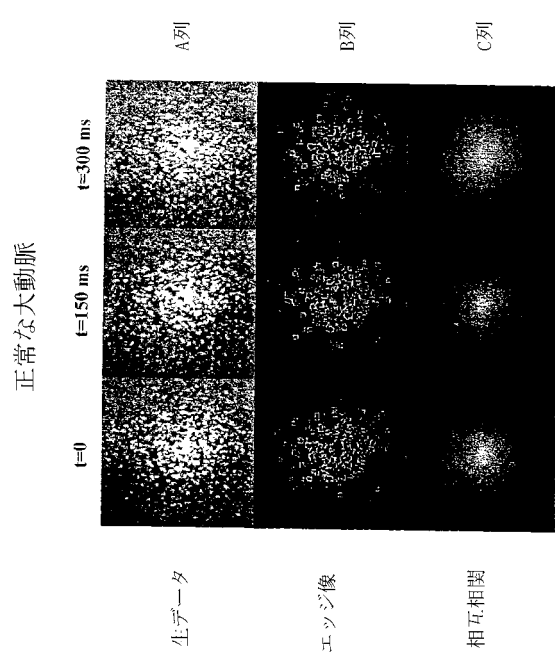 正常な大動脈
t=0
t=150 ms
t=300 ms
生データ
A列
エッジ像
B列
相互相関
C列